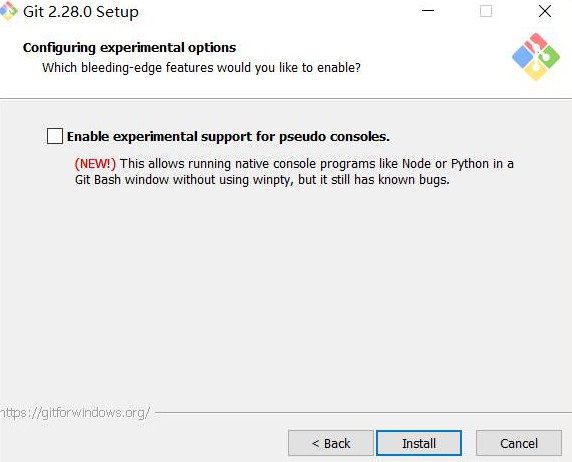 Git 2.28.0 Setup
Configuring experimental options
Which bleeding-edge features would you like to enable?
Enable experimental support for pseudo consoles.
(NEW!) This allows running native console programs like Node or Python in a
Git Bash window without using winpty, but it still has known bugs.
https://gitforwindows.org/
< Back Install Cancel